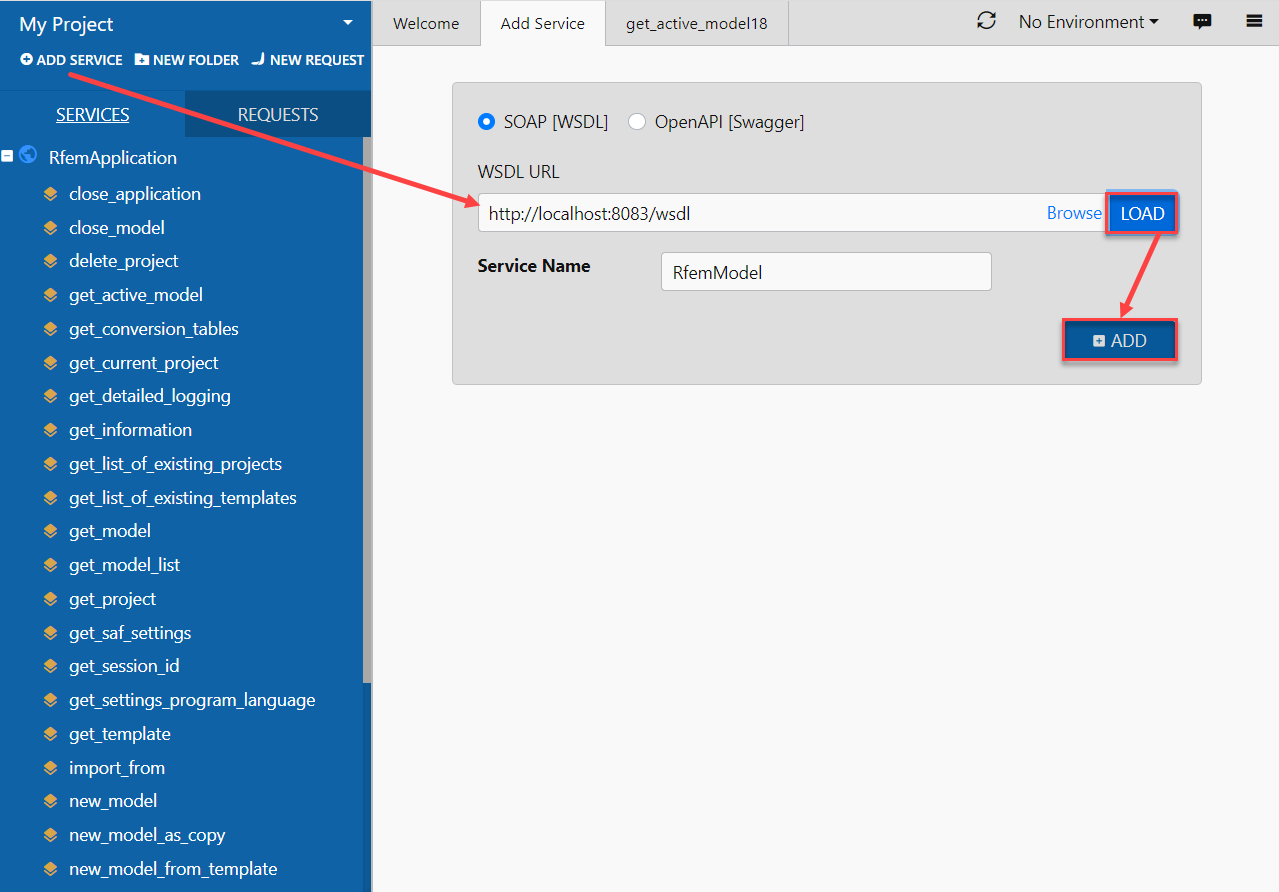 My Project
ADD SERVICE NEW FOLDER NEW REQUEST
SERVICES REQUESTS
RfemApplication
close_application
close_model
delete_project
get_active_model
get_conversion_tables
get_current_project
get_detailed_logging
get_information
get_list_of_existing_projects
get_list_of_existing_templates
get_model
get_model_list
get_project
get_saf_settings
get_session_id
get_settings_program_language
get_template
import_from
new_model
new_model_as_copy
new_model_from_template
Welcome Add Service get_active_model18 No Environment
SOAP [WSDL] OpenAPI [Swagger]
WSDL URL
http://localhost:8083/wsdl Browse LOAD
Service Name RfemModel
ADD